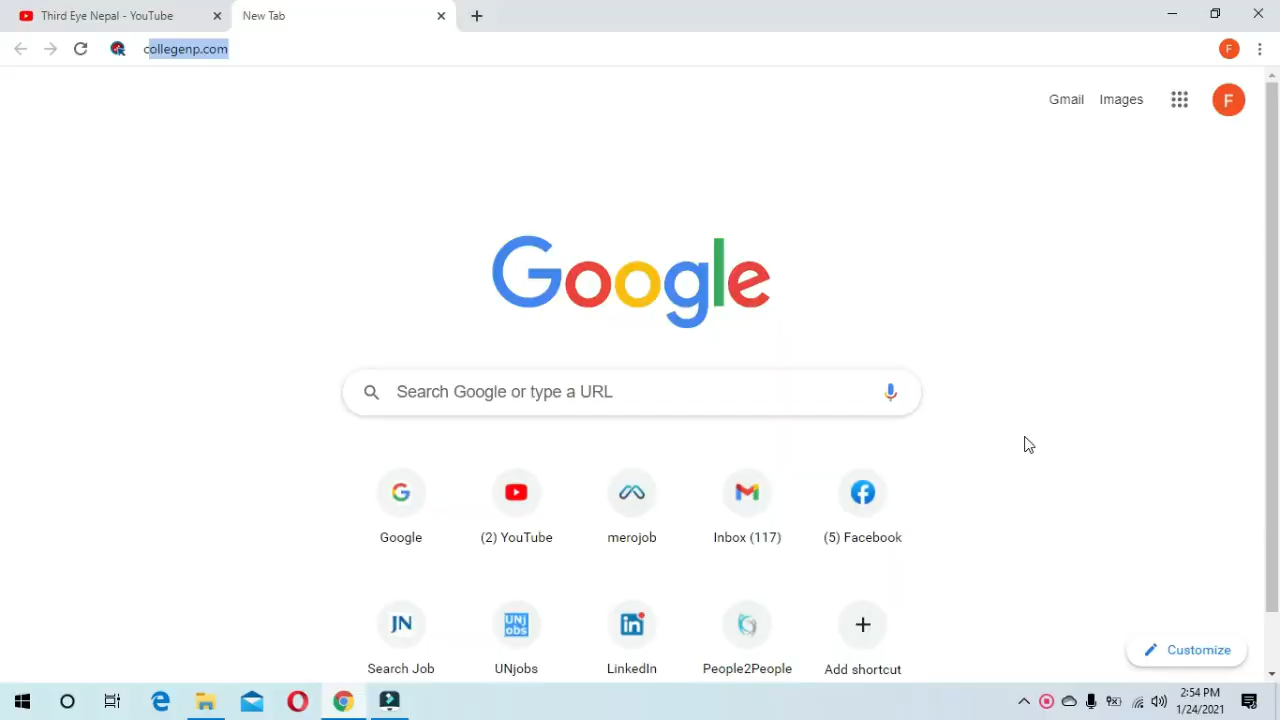 Third Eye Nepal - YouTube
New Tab
collegenp.com
F
Gmail
Images
F
Google
Search Google or type a URL
G
Google
(2) YouTube
merojob
Inbox (117)
(5) Facebook
JN
Search Job
UNJ
obs
UNjobs
in
LinkedIn
People2People
Add shortcut
Customize
2:54 PM
1/24/2021